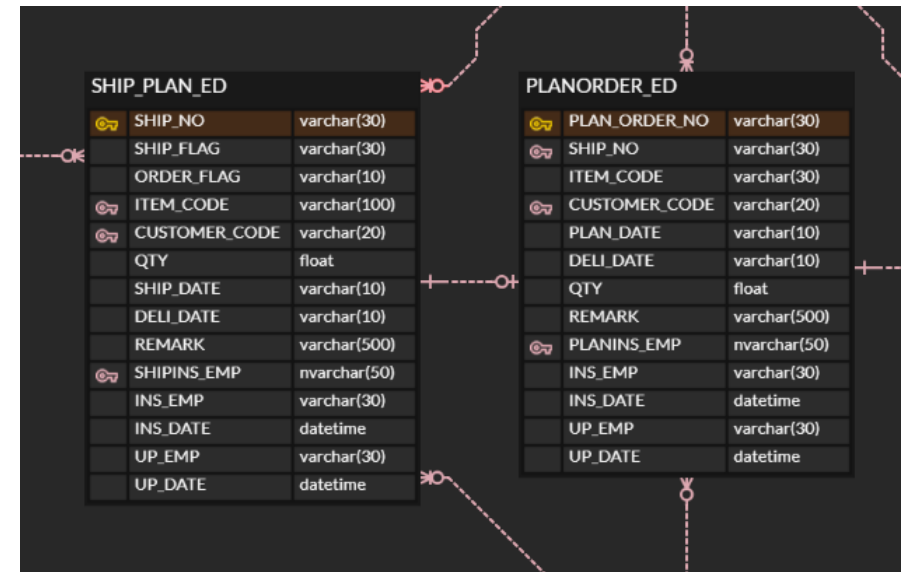 SHIP_PLAN_ED
SHIP_NO varchar(30)
SHIP_FLAG varchar(30)
ORDER_FLAG varchar(10)
ITEM_CODE varchar(100)
CUSTOMER_CODE varchar(20)
QTY float
SHIP_DATE varchar(10)
DELI_DATE varchar(10)
REMARK varchar(500)
SHIPINS_EMP nvarchar(50)
INS_EMP varchar(30)
INS_DATE datetime
UP_EMP varchar(30)
UP_DATE datetime
PLANORDER_ED
PLAN_ORDER_NO varchar(30)
SHIP_NO varchar(30)
ITEM_CODE varchar(30)
CUSTOMER_CODE varchar(20)
PLAN_DATE varchar(10)
DELI_DATE varchar(10)
QTY float
REMARK varchar(500)
PLANINS_EMP nvarchar(50)
INS_EMP varchar(30)
INS_DATE datetime
UP_EMP varchar(30)
UP_DATE datetime